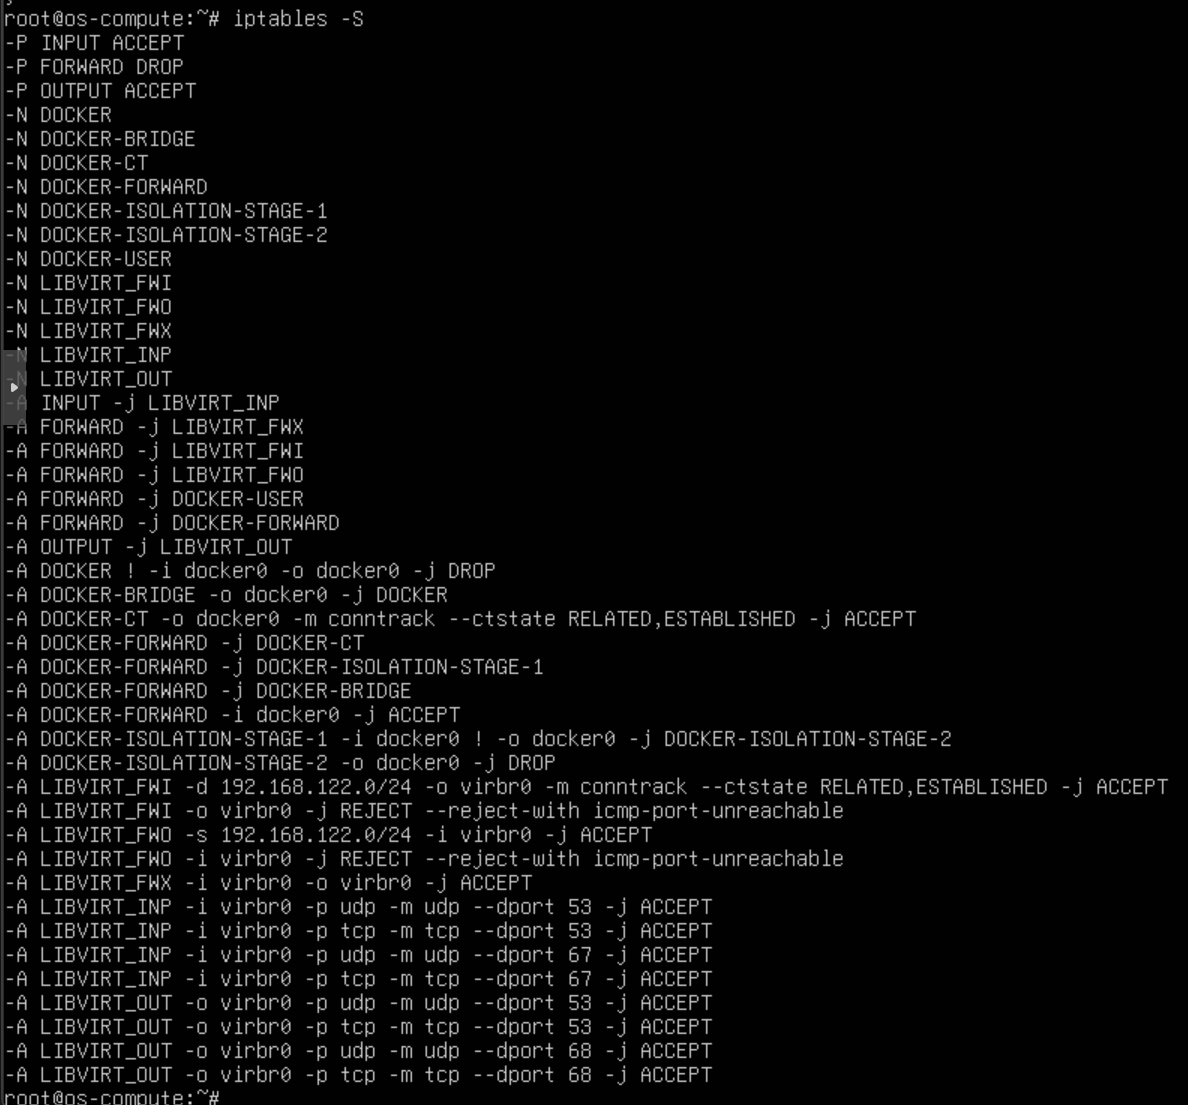 root@os-compute:~# iptables -S
-P INPUT ACCEPT
-P FORWARD DROP
-P OUTPUT ACCEPT
-N DOCKER
-N DOCKER-BRIDGE
-N DOCKER-CT
-N DOCKER-FORWARD
-N DOCKER-ISOLATION-STAGE-1
-N DOCKER-ISOLATION-STAGE-2
-N DOCKER-USER
-N LIBVIRT_FWI
-N LIBVIRT_FWO
-N LIBVIRT_FWX
-N LIBVIRT_INP
-N LIBVIRT_OUT
-A INPUT -j LIBVIRT_INP
-A FORWARD -j LIBVIRT_FWX
-A FORWARD -j LIBVIRT_FWI
-A FORWARD -j LIBVIRT_FWO
-A FORWARD -j DOCKER-USER
-A FORWARD -j DOCKER-FORWARD
-A OUTPUT -j LIBVIRT_OUT
-A DOCKER ! -i docker0 -o docker0 -j DROP
-A DOCKER-BRIDGE -o docker0 -j DOCKER
-A DOCKER-CT -o docker0 -m conntrack --ctstate RELATED,ESTABLISHED -j ACCEPT
-A DOCKER-FORWARD -j DOCKER-CT
-A DOCKER-FORWARD -j DOCKER-ISOLATION-STAGE-1
-A DOCKER-FORWARD -j DOCKER-BRIDGE
-A DOCKER-FORWARD -i docker0 -j ACCEPT
-A DOCKER-ISOLATION-STAGE-1 -i docker0 ! -o docker0 -j DOCKER-ISOLATION-STAGE-2
-A DOCKER-ISOLATION-STAGE-2 -o docker0 -j DROP
-A LIBVIRT_FWI -d 192.168.122.0/24 -o virbr0 -m conntrack --ctstate RELATED,ESTABLISHED -j ACCEPT
-A LIBVIRT_FWI -o virbr0 -j REJECT --reject-with icmp-port-unreachable
-A LIBVIRT_FWO -s 192.168.122.0/24 -i virbr0 -j ACCEPT
-A LIBVIRT_FWO -i virbr0 -j REJECT --reject-with icmp-port-unreachable
-A LIBVIRT_FWX -i virbr0 -o virbr0 -j ACCEPT
-A LIBVIRT_INP -i virbr0 -p udp -m udp --dport 53 -j ACCEPT
-A LIBVIRT_INP -i virbr0 -p tcp -m tcp --dport 53 -j ACCEPT
-A LIBVIRT_INP -i virbr0 -p udp -m udp --dport 67 -j ACCEPT
-A LIBVIRT_INP -i virbr0 -p tcp -m tcp --dport 67 -j ACCEPT
-A LIBVIRT_OUT -o virbr0 -p udp -m udp --dport 53 -j ACCEPT
-A LIBVIRT_OUT -o virbr0 -p tcp -m tcp --dport 53 -j ACCEPT
-A LIBVIRT_OUT -o virbr0 -p udp -m udp --dport 68 -j ACCEPT
-A LIBVIRT_OUT -o virbr0 -p tcp -m tcp --dport 68 -j ACCEPT
root@os-compute:~#